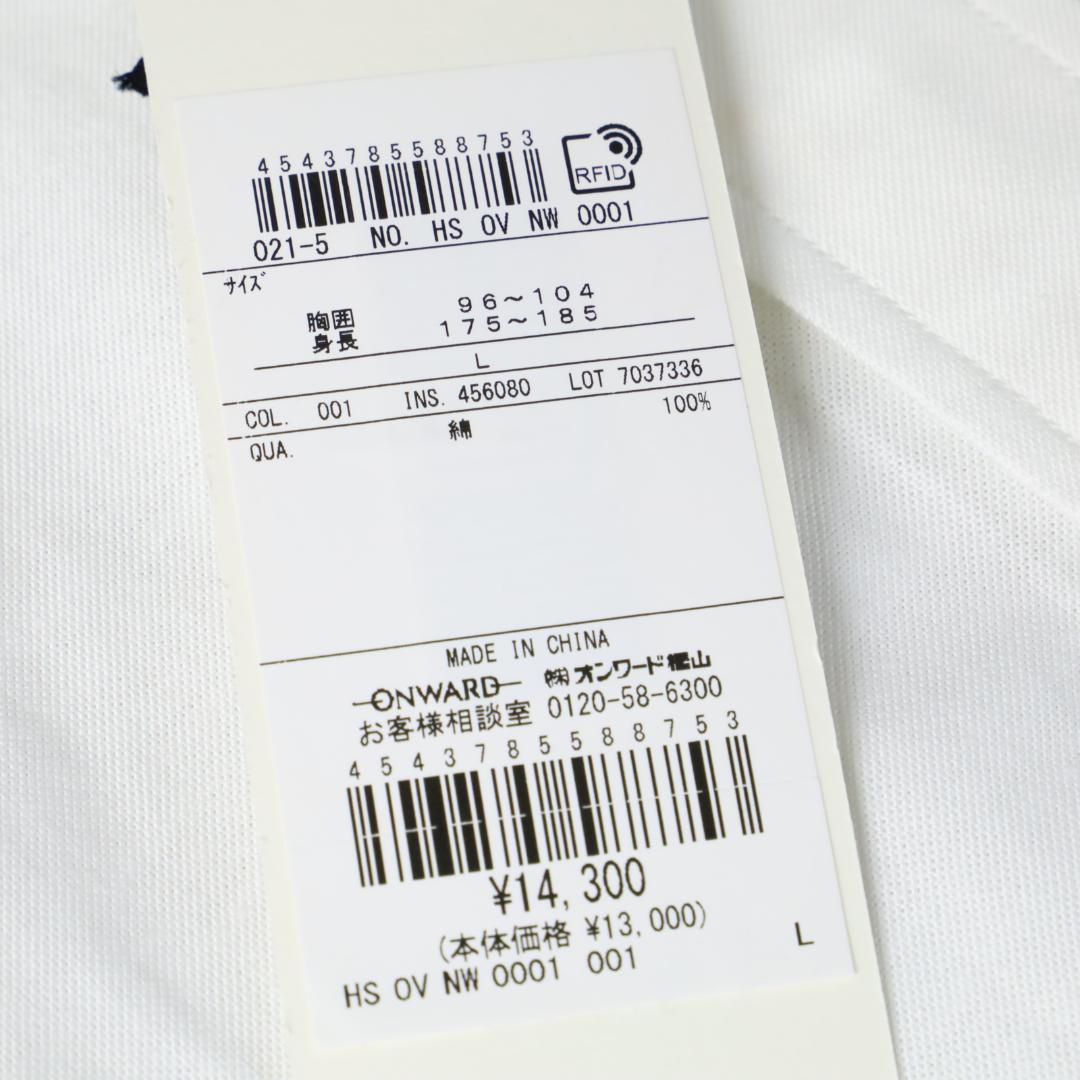 4543785588753
RFID
021-5 NO. HS OV NW 0001
サイズ
胸囲 96~104
身長 175~185
L
COL. 001 INS. 456080 LOT 7037336
QUA. 綿 100%
MADE IN CHINA
ONWARD ㈱オンワード樫山
お客様相談室 0120-58-6300
4543785588753
¥14,300
(本体価格 ¥13,000)
HS OV NW 0001 001 L